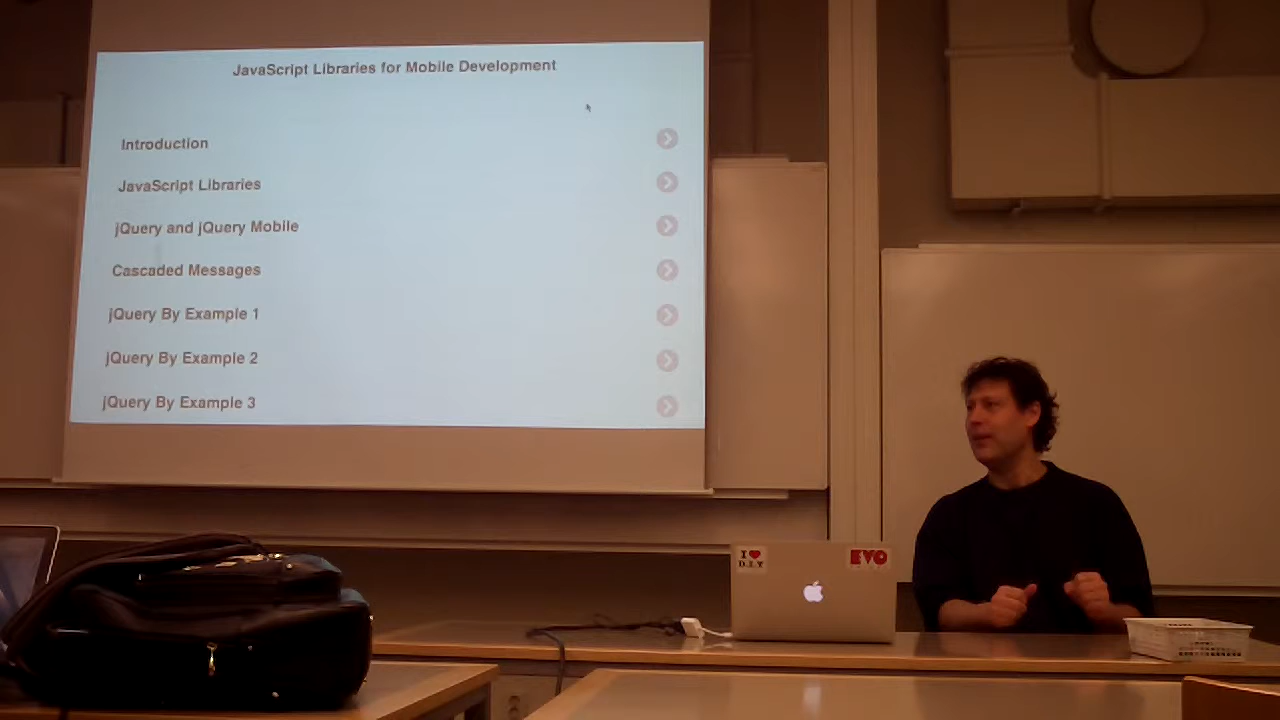 JavaScript Libraries for Mobile Development
Introduction
JavaScript Libraries
jQuery and jQuery Mobile
Cascaded Messages
jQuery By Example 1
jQuery By Example 2
jQuery By Example 3
I ❤
D.I.Y
EVO